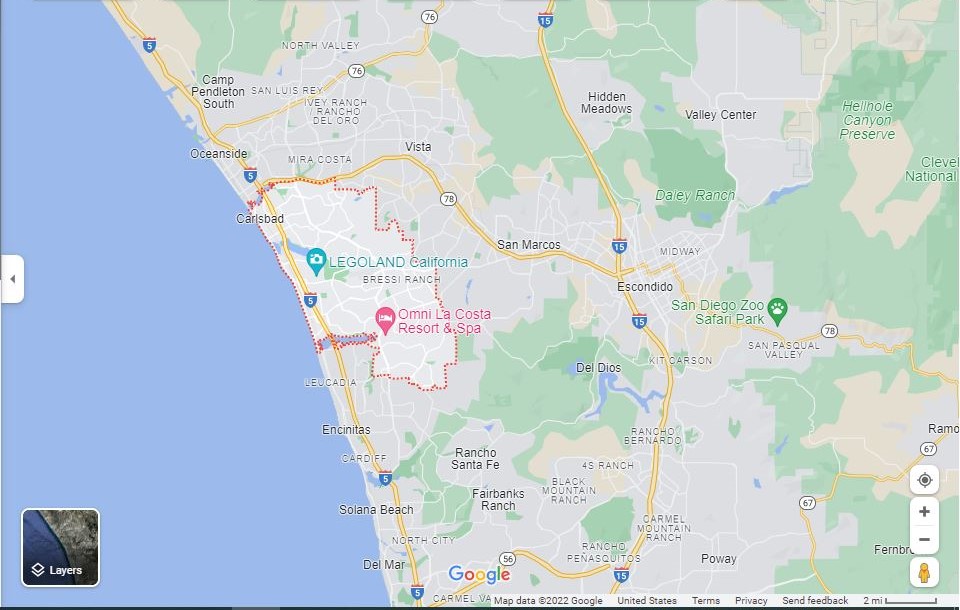 76
15
5
NORTH VALLEY
76
Camp
Pendleton
South
SAN LUIS REY
IVEY RANCH
/ RANCHO
DEL ORO
Hidden
Meadows
Valley Center
Hellhole
Canyon
Preserve
Oceanside
MIRA COSTA
Vista
Clevel
National
5
78
Daley Ranch
Carlsbad
San Marcos
15
MIDWAY
LEGOLAND California
BRESSI RANCH
Escondido
5
Omni La Costa
Resort & Spa
15
San Diego Zoo
Safari Park
78
SAN PASQUAL
VALLEY
KIT CARSON
Del Dios
LEUCADIA
Encinitas
RANCHO
BERNARDO
Ramo
67
CARDIFF
Rancho
Santa Fe
4S RANCH
5
BLACK
MOUNTAIN
RANCH
Fairbanks
Ranch
67
Solana Beach
CARMEL
MOUNTAIN
RANCH
NORTH CITY
RANCHO
PEÑASQUITOS
Fernbro
Poway
56
Del Mar
Google
15
Layers
5
CARMEL VA
Map data ©2022 Google
United States
Terms
Privacy
Send feedback
2 mi